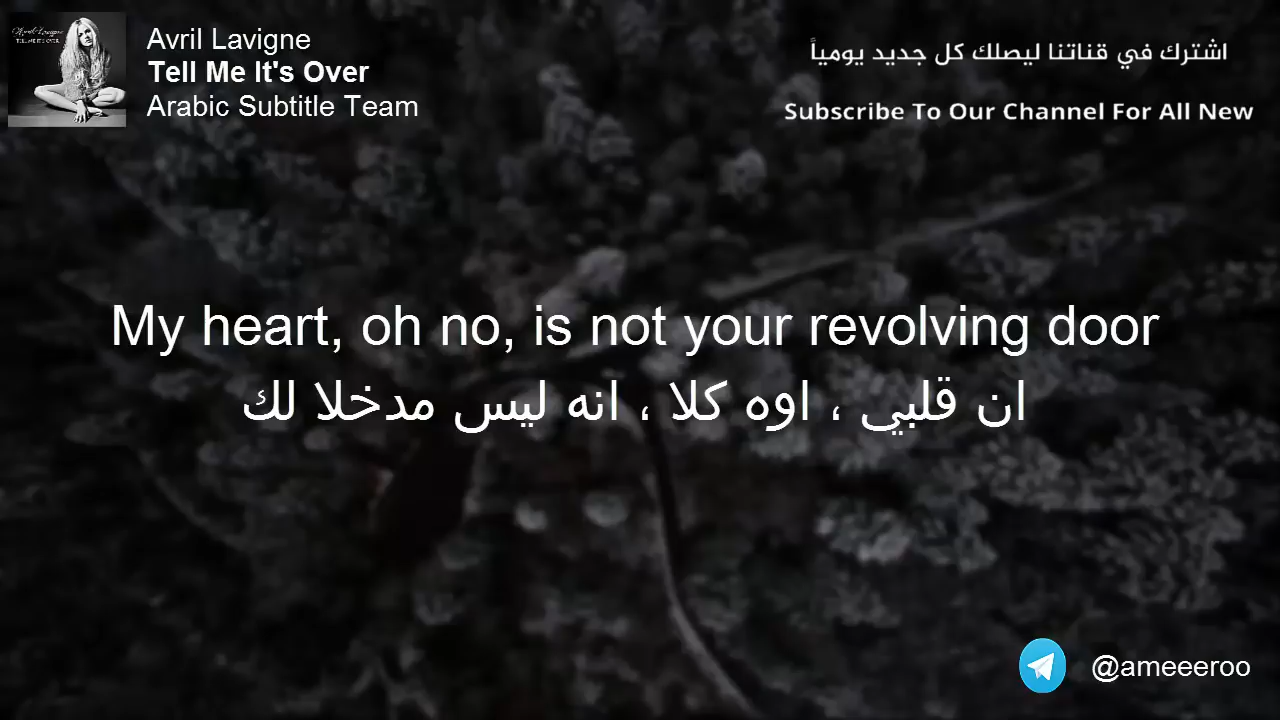 Avril Lavigne
Tell Me It's Over
Arabic Subtitle Team
اشترك في قناتنا ليصلك كل جديد يومياً
Subscribe To Our Channel For All New
My heart, oh no, is not your revolving door
ان قلبي ، اوه كلا ، انه ليس مدخلا لك
@ameeeroo